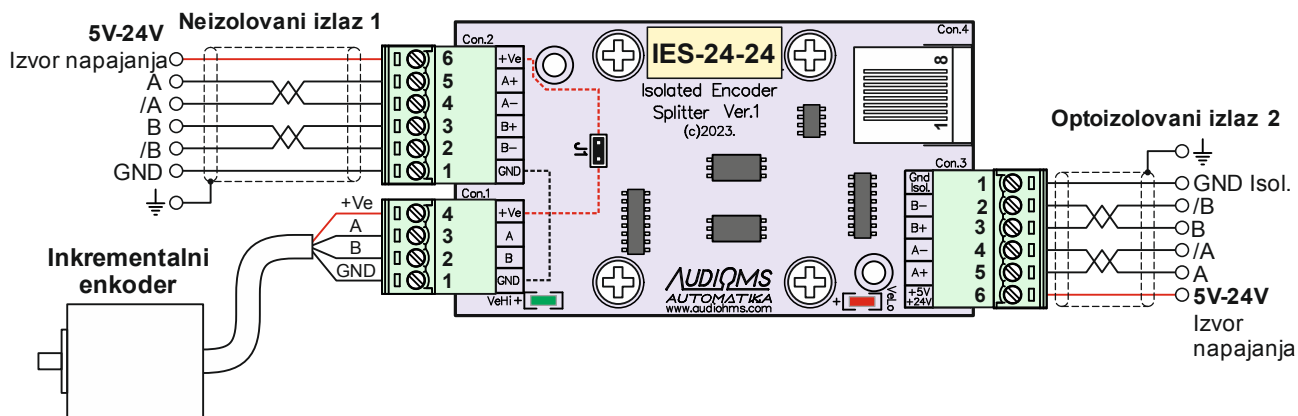 Neizolovani izlaz 1
5V-24V
Izvor napajanja
A
/A
B
/B
GND
Con.2
6 +Ve
5 A+
4 A-
3 B+
2 B-
1 GND
Con.1
4 +Ve
3 A
2 B
1 GND
VeHi +
+Ve
A
B
GND
Inkrementalni
enkoder
IES-24-24
Isolated Encoder
Splitter Ver.1
(c)2023.
J1
AUDIOMS
AUTOMATIKA
www.audiohms.com
+
VeLo
Con.4
8
1
Con.3
Gnd
Isol. 1
B- 2
B+ 3
A- 4
A+ 5
+5V
+24V 6
Optoizolovani izlaz 2
GND Isol.
/B
B
/A
A
5V-24V
Izvor
napajanja